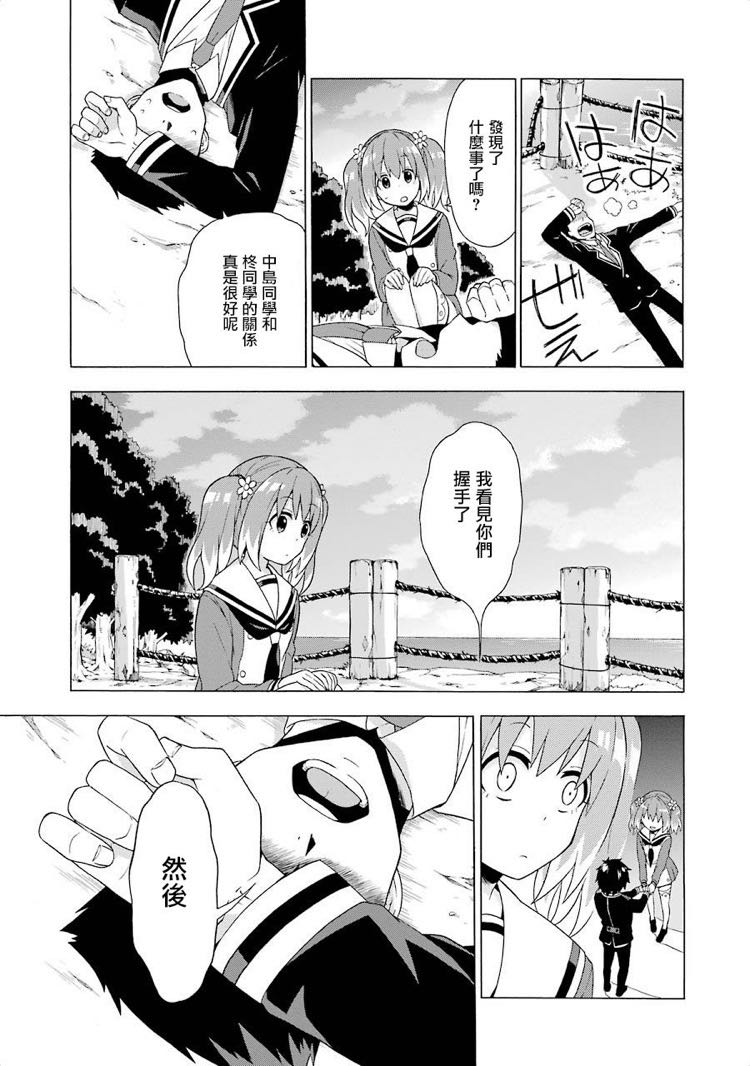 はぁ
はぁ
ぜぇ
發現了
什麼事了嗎？
中島同學和
柊同學的關係
真是很好呢
我看見你們
握手了
然後